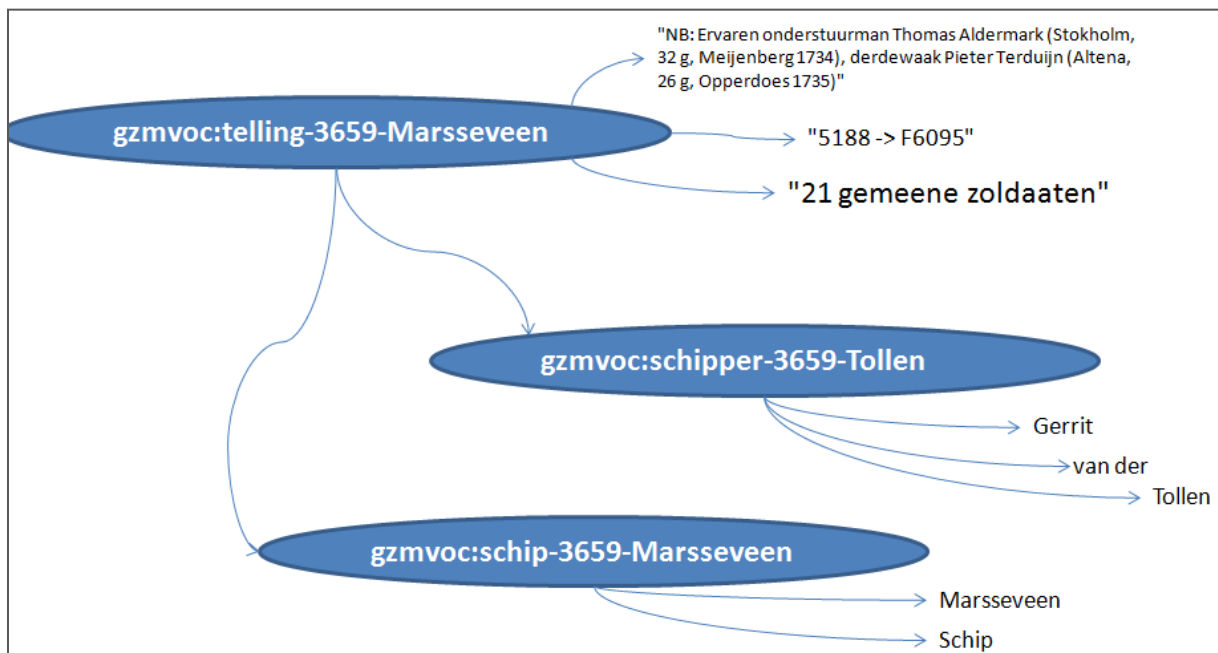 "NB: Ervaren onderstuurman Thomas Aldermark (Stokholm,
32 g, Meijenberg 1734), derdewaak Pieter Terduijn (Altena,
26 g, Opperdoes 1735)"
gzmvoc:telling-3659-Marsseveen
"5188 -> F6095"
"21 gemeene zoldaaten"
gzmvoc:schipper-3659-Tollen
Gerrit
van der
Tollen
gzmvoc:schip-3659-Marsseveen
Marsseveen
Schip